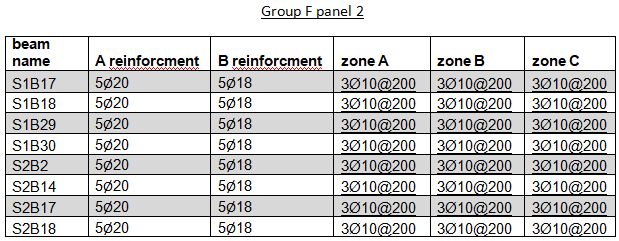 Group F panel 2
beam name A reinforcment B reinforcment zone A zone B zone C
S1B17 5ø20 5ø18 3Ø10@200 3Ø10@200 3Ø10@200
S1B18 5ø20 5ø18 3Ø10@200 3Ø10@200 3Ø10@200
S1B29 5ø20 5ø18 3Ø10@200 3Ø10@200 3Ø10@200
S1B30 5ø20 5ø18 3Ø10@200 3Ø10@200 3Ø10@200
S2B2 5ø20 5ø18 3Ø10@200 3Ø10@200 3Ø10@200
S2B14 5ø20 5ø18 3Ø10@200 3Ø10@200 3Ø10@200
S2B17 5ø20 5ø18 3Ø10@200 3Ø10@200 3Ø10@200
S2B18 5ø20 5ø18 3Ø10@200 3Ø10@200 3Ø10@200